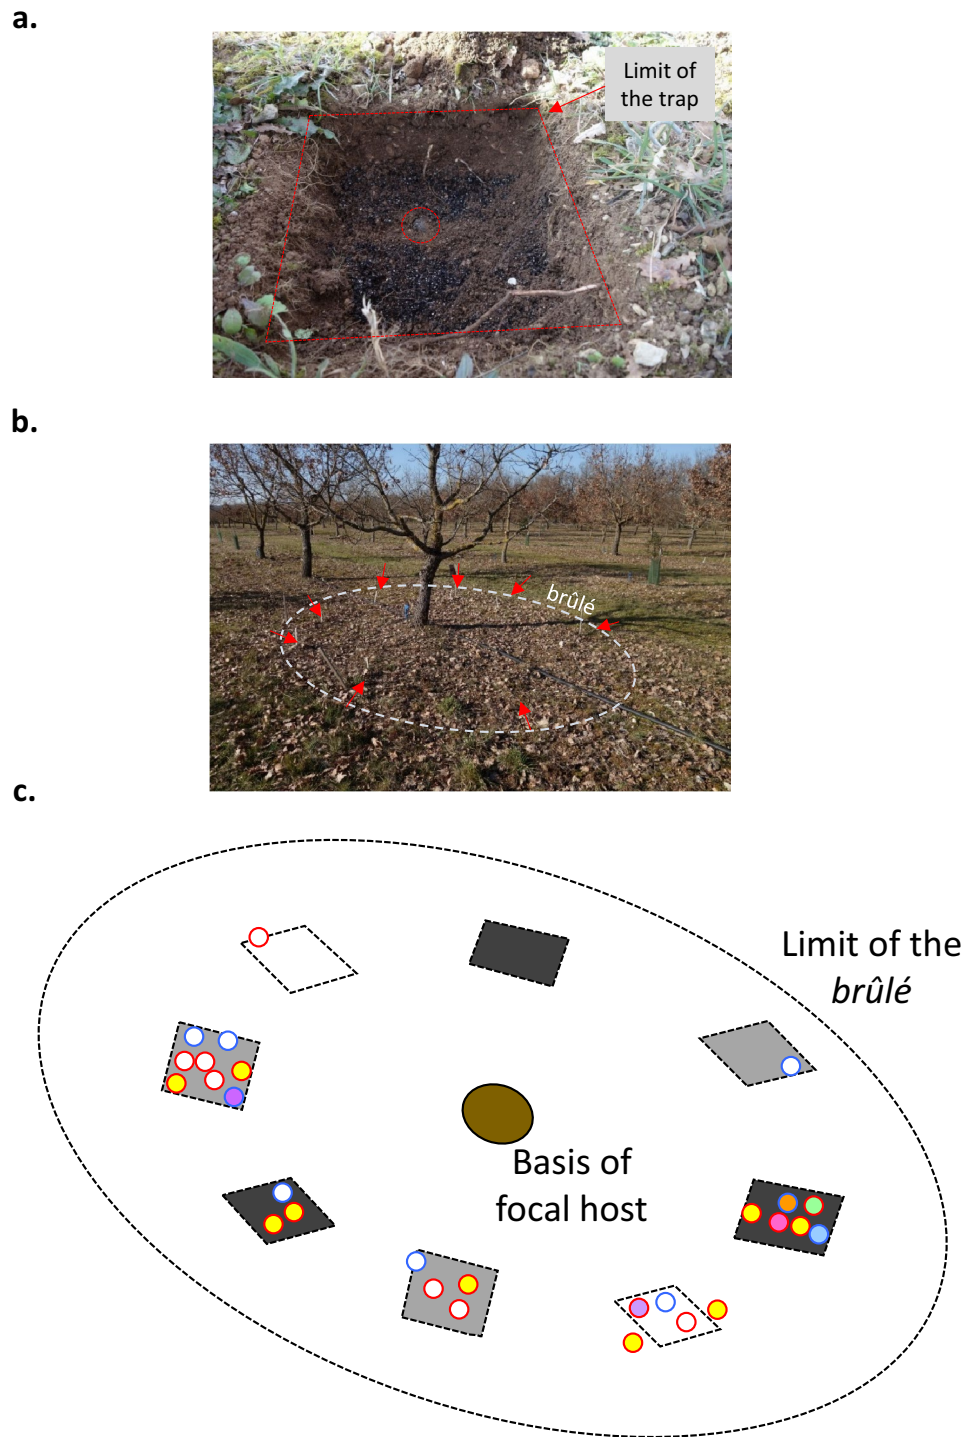 a.
Limit of
the trap
b.
brûlé
c.
Limit of the
brûlé
Basis of
focal host